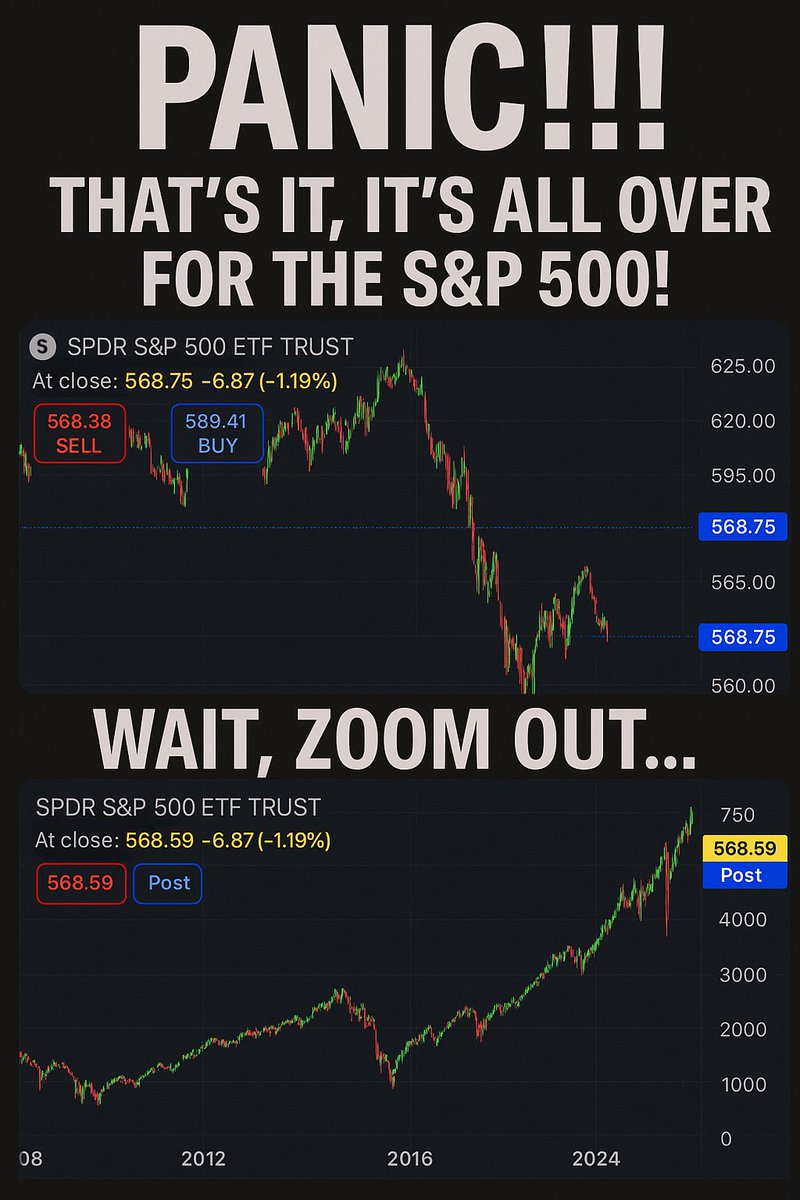 PANIC!!!
THAT'S IT, IT'S ALL OVER
FOR THE S&P 500!
S SPDR S&P 500 ETF TRUST
At close: 568.75 −6.87 (−1.19%)
568.38
SELL
589.41
BUY
625.00
620.00
595.00
568.75
565.00
568.75
560.00
WAIT, ZOOM OUT...
SPDR S&P 500 ETF TRUST
At close: 568.59 −6.87 (−1.19%)
568.59
Post
750
568.59
Post
4000
3000
2000
1000
0
08 2012 2016 2024